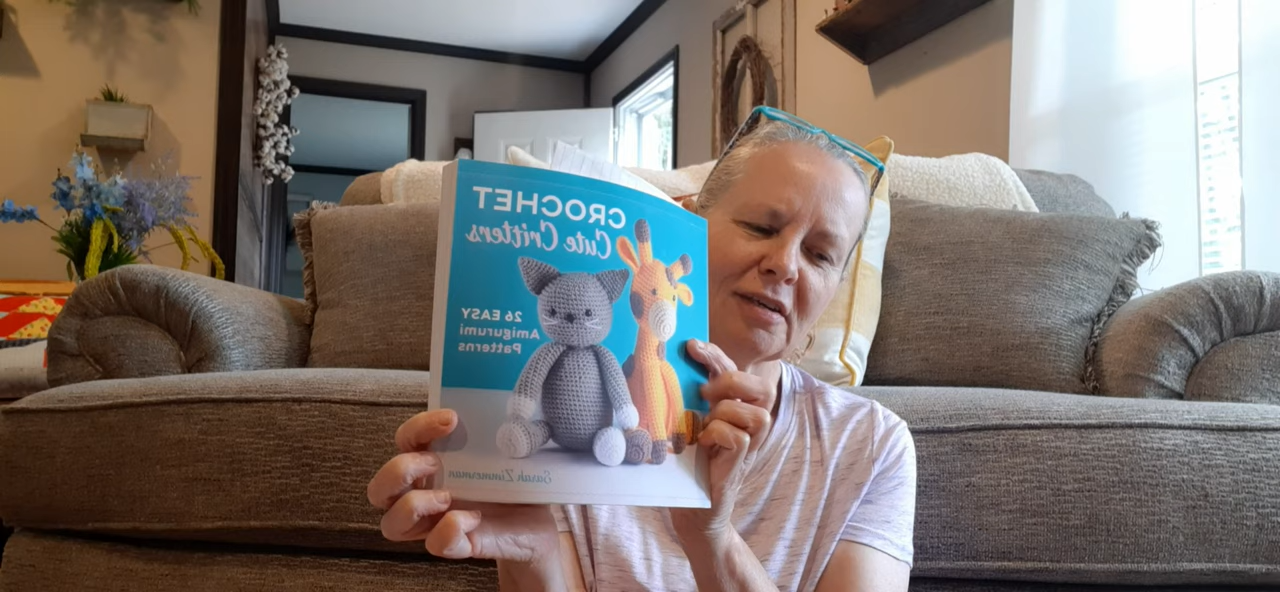 CROCHET
Cute Critters
26 EASY
Amigurumi
Patterns
Sarah Zimmerman